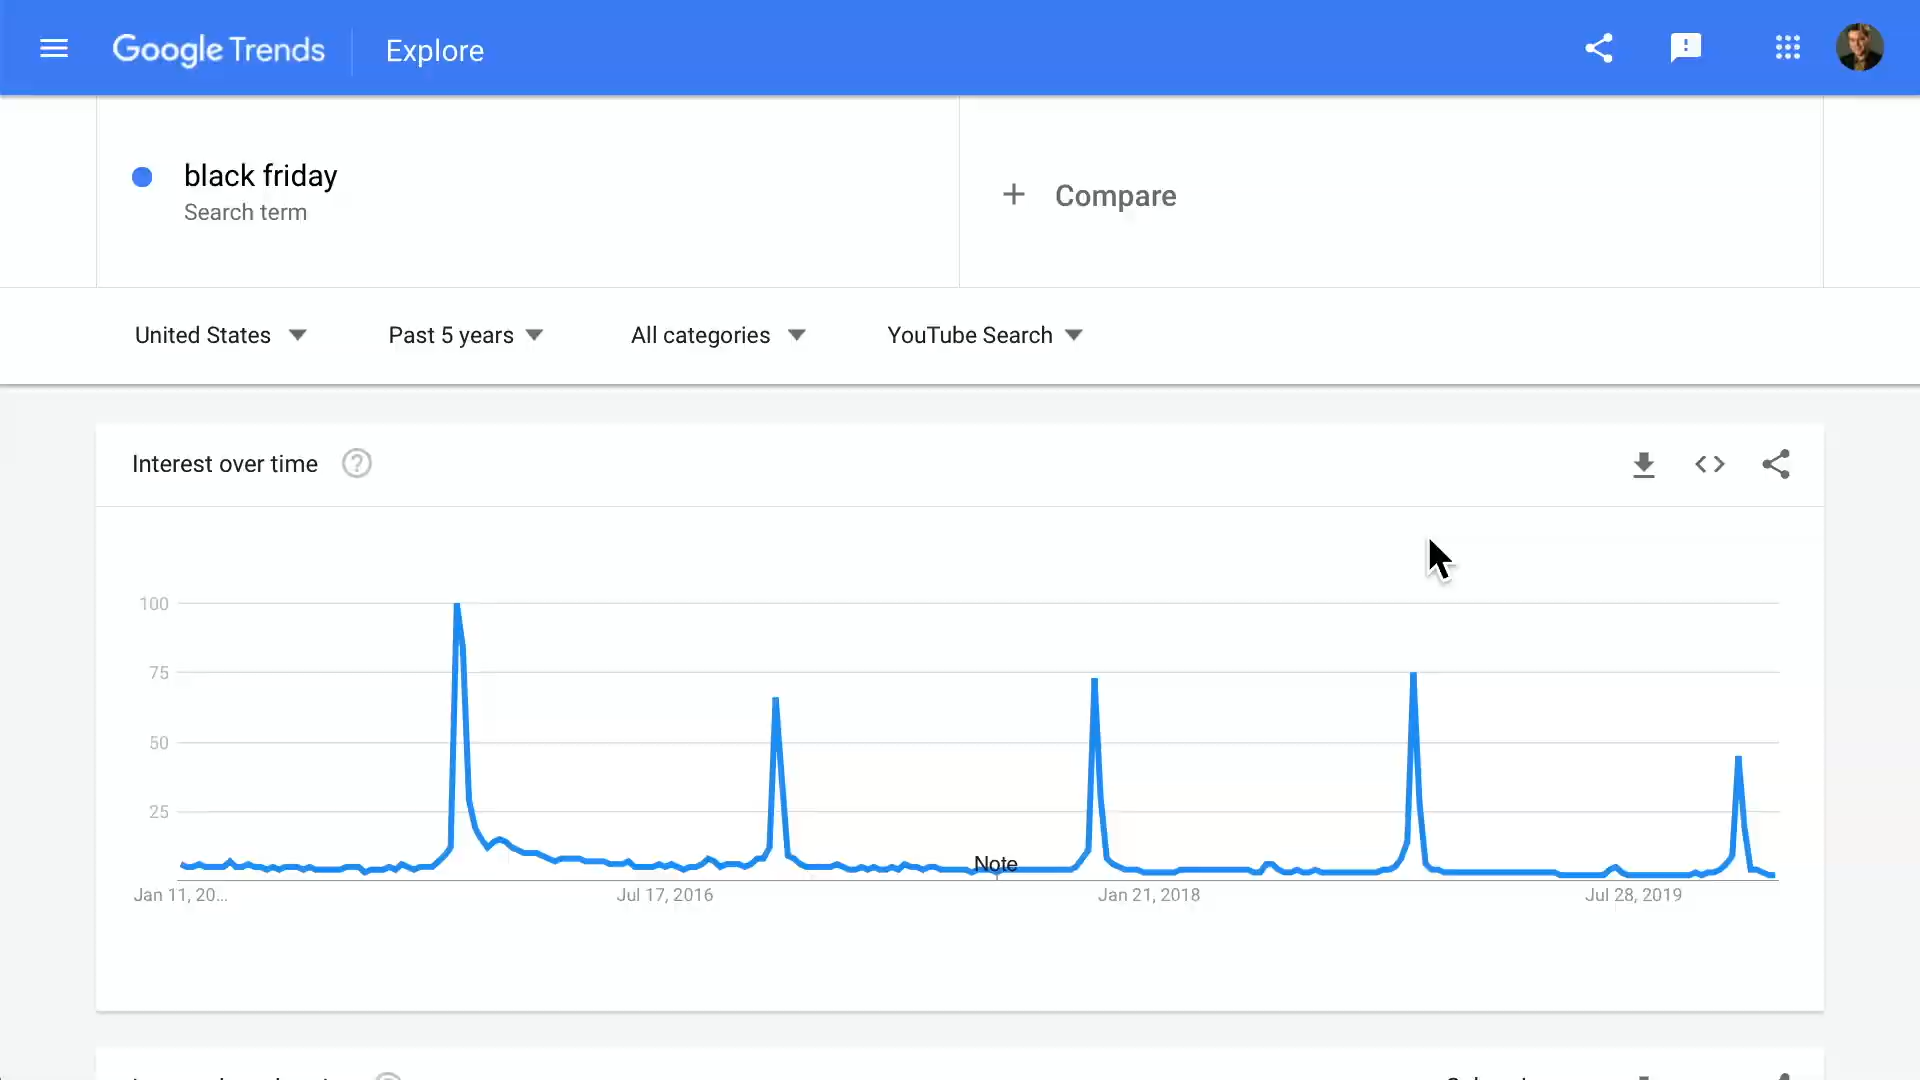 Google Trends Explore
black friday
Search term
+ Compare
United States Past 5 years All categories YouTube Search
Interest over time
100
75
50
25
Note
Jan 11, 20... Jul 17, 2016 Jan 21, 2018 Jul 28, 2019